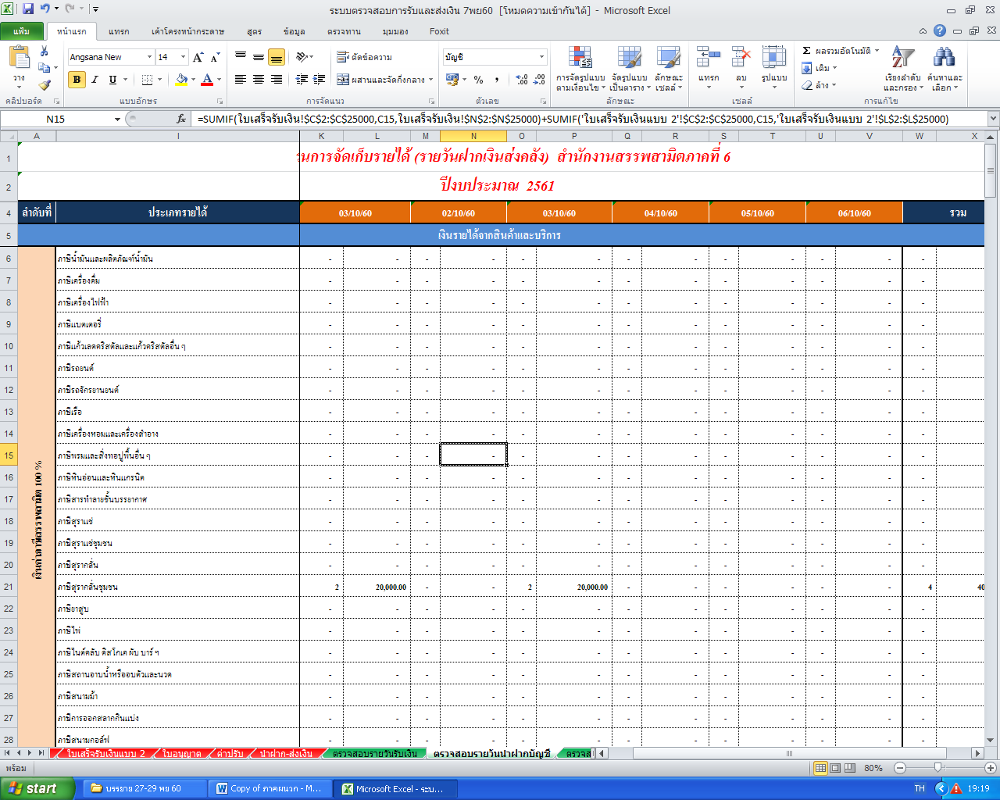 ระบบตรวจสอบการรับและส่งเงิน 7พย60 [โหมดความเข้ากันได้] - Microsoft Excel
แฟ้ม หน้าแรก แทรก เค้าโครงหน้ากระดาษ สูตร ข้อมูล ตรวจทาน มุมมอง Foxit
วาง
Angsana New 14
B I U
ตัดข้อความ
ผสานและจัดกึ่งกลาง
บัญชี
การจัดรูปแบบตามเงื่อนไข จัดรูปแบบเป็นตาราง ลักษณะเซลล์
แทรก ลบ รูปแบบ
Σ ผลรวมอัตโนมัติ
เติม
ล้าง
เรียงลำดับและกรอง ค้นหาและเลือก
คลิปบอร์ด แบบอักษร การจัดแนว ตัวเลข ลักษณะ เซลล์ การแก้ไข
N15 fx =SUMIF(ใบเสร็จรับเงิน!$C$2:$C$25000,C15,ใบเสร็จรับเงิน!$N$2:$N$25000)+SUMIF('ใบเสร็จรับเงินแบบ 2'!$C$2:$C$25000,C15,'ใบเสร็จรับเงินแบบ 2'!$L$2:$L$25000)
A I K L M N O P Q R S T U V W X
1 นการจัดเก็บรายได้ (รายวันฝากเงินส่งคลัง) สำนักงานสรรพสามิตภาคที่ 6
2 ปีงบประมาณ 2561
4 ลำดับที่ ประเภทรายได้ 03/10/60 02/10/60 03/10/60 04/10/60 05/10/60 06/10/60 รวม
5 เงินรายได้จากสินค้าและบริการ
เงินค่าภาษีสรรพสามิต 100 %
6 ภาษีน้ำมันและผลิตภัณฑ์น้ำมัน - - - - - - - - - - - - -
7 ภาษีเครื่องดื่ม - - - - - - - - - - - - -
8 ภาษีเครื่องไฟฟ้า - - - - - - - - - - - - -
9 ภาษีแบตเตอรี่ - - - - - - - - - - - - -
10 ภาษีแก้วเลดคริสตัลและแก้วคริสตัลอื่น ๆ - - - - - - - - - - - - -
11 ภาษีรถยนต์ - - - - - - - - - - - - -
12 ภาษีรถจักรยานยนต์ - - - - - - - - - - - - -
13 ภาษีเรือ - - - - - - - - - - - - -
14 ภาษีเครื่องหอมและเครื่องสำอาง - - - - - - - - - - - - -
15 ภาษีพรมและสิ่งทอปูพื้นอื่น ๆ - - - - - - - - - - - - -
16 ภาษีหินอ่อนและหินแกรนิต - - - - - - - - - - - - -
17 ภาษีสารทำลายชั้นบรรยากาศ - - - - - - - - - - - - -
18 ภาษีสุราแช่ - - - - - - - - - - - - -
19 ภาษีสุราแช่ชุมชน - - - - - - - - - - - - -
20 ภาษีสุรากลั่น - - - - - - - - - - - - -
21 ภาษีสุรากลั่นชุมชน 2 20,000.00 - - 2 20,000.00 - - - - - - 4 40
22 ภาษียาสูบ - - - - - - - - - - - - -
23 ภาษีไพ่ - - - - - - - - - - - - -
24 ภาษีไนต์คลับ ดิสโกเธค ผับ บาร์ ฯ - - - - - - - - - - - - -
25 ภาษีสถานอาบน้ำหรืออบตัวและนวด - - - - - - - - - - - - -
26 ภาษีสนามม้า - - - - - - - - - - - - -
27 ภาษีการออกสลากกินแบ่ง - - - - - - - - - - - - -
28 ภาษีสนามกอล์ฟ - - - - - - - - - - - - -
ใบเสร็จรับเงินแบบ 2 ใบอนุญาต ค่าปรับ นำฝาก-ส่งเงิน ตรวจสอบรายวันรับเงิน ตรวจสอบรายวันนำฝากบัญชี ตรวจส
พร้อม 80%
start บรรยาย 27-29 พย 60 Copy of ภาคผนวก - M... Microsoft Excel - ระบ... TH 19:19